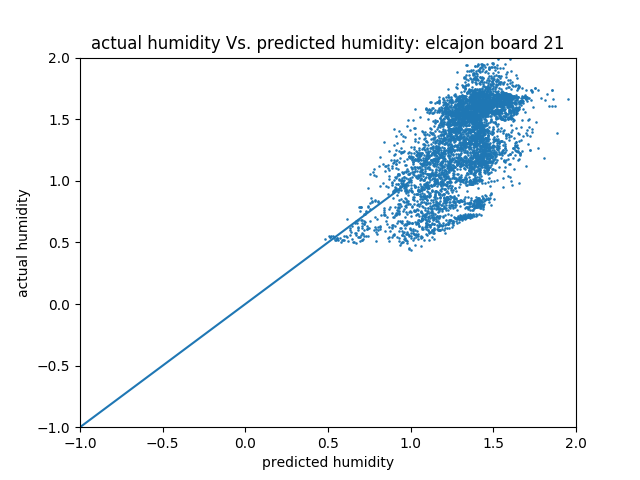 actual humidity Vs. predicted humidity: elcajon board 21
2.0
1.5
1.0
0.5
0.0
−0.5
−1.0
actual humidity
−1.0 −0.5 0.0 0.5 1.0 1.5 2.0
predicted humidity